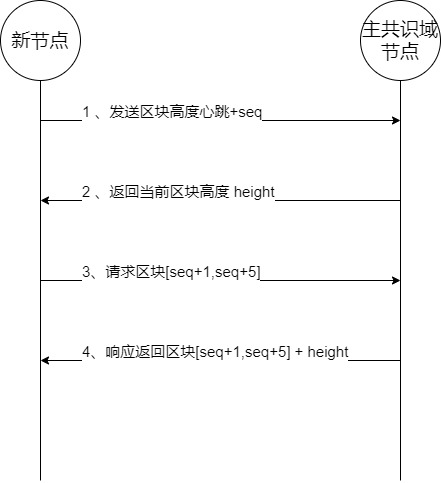 新节点
主共识域
节点
1 、发送区块高度心跳+seq
2 、返回当前区块高度 height
3、请求区块[seq+1,seq+5]
4、响应返回区块[seq+1,seq+5] + height